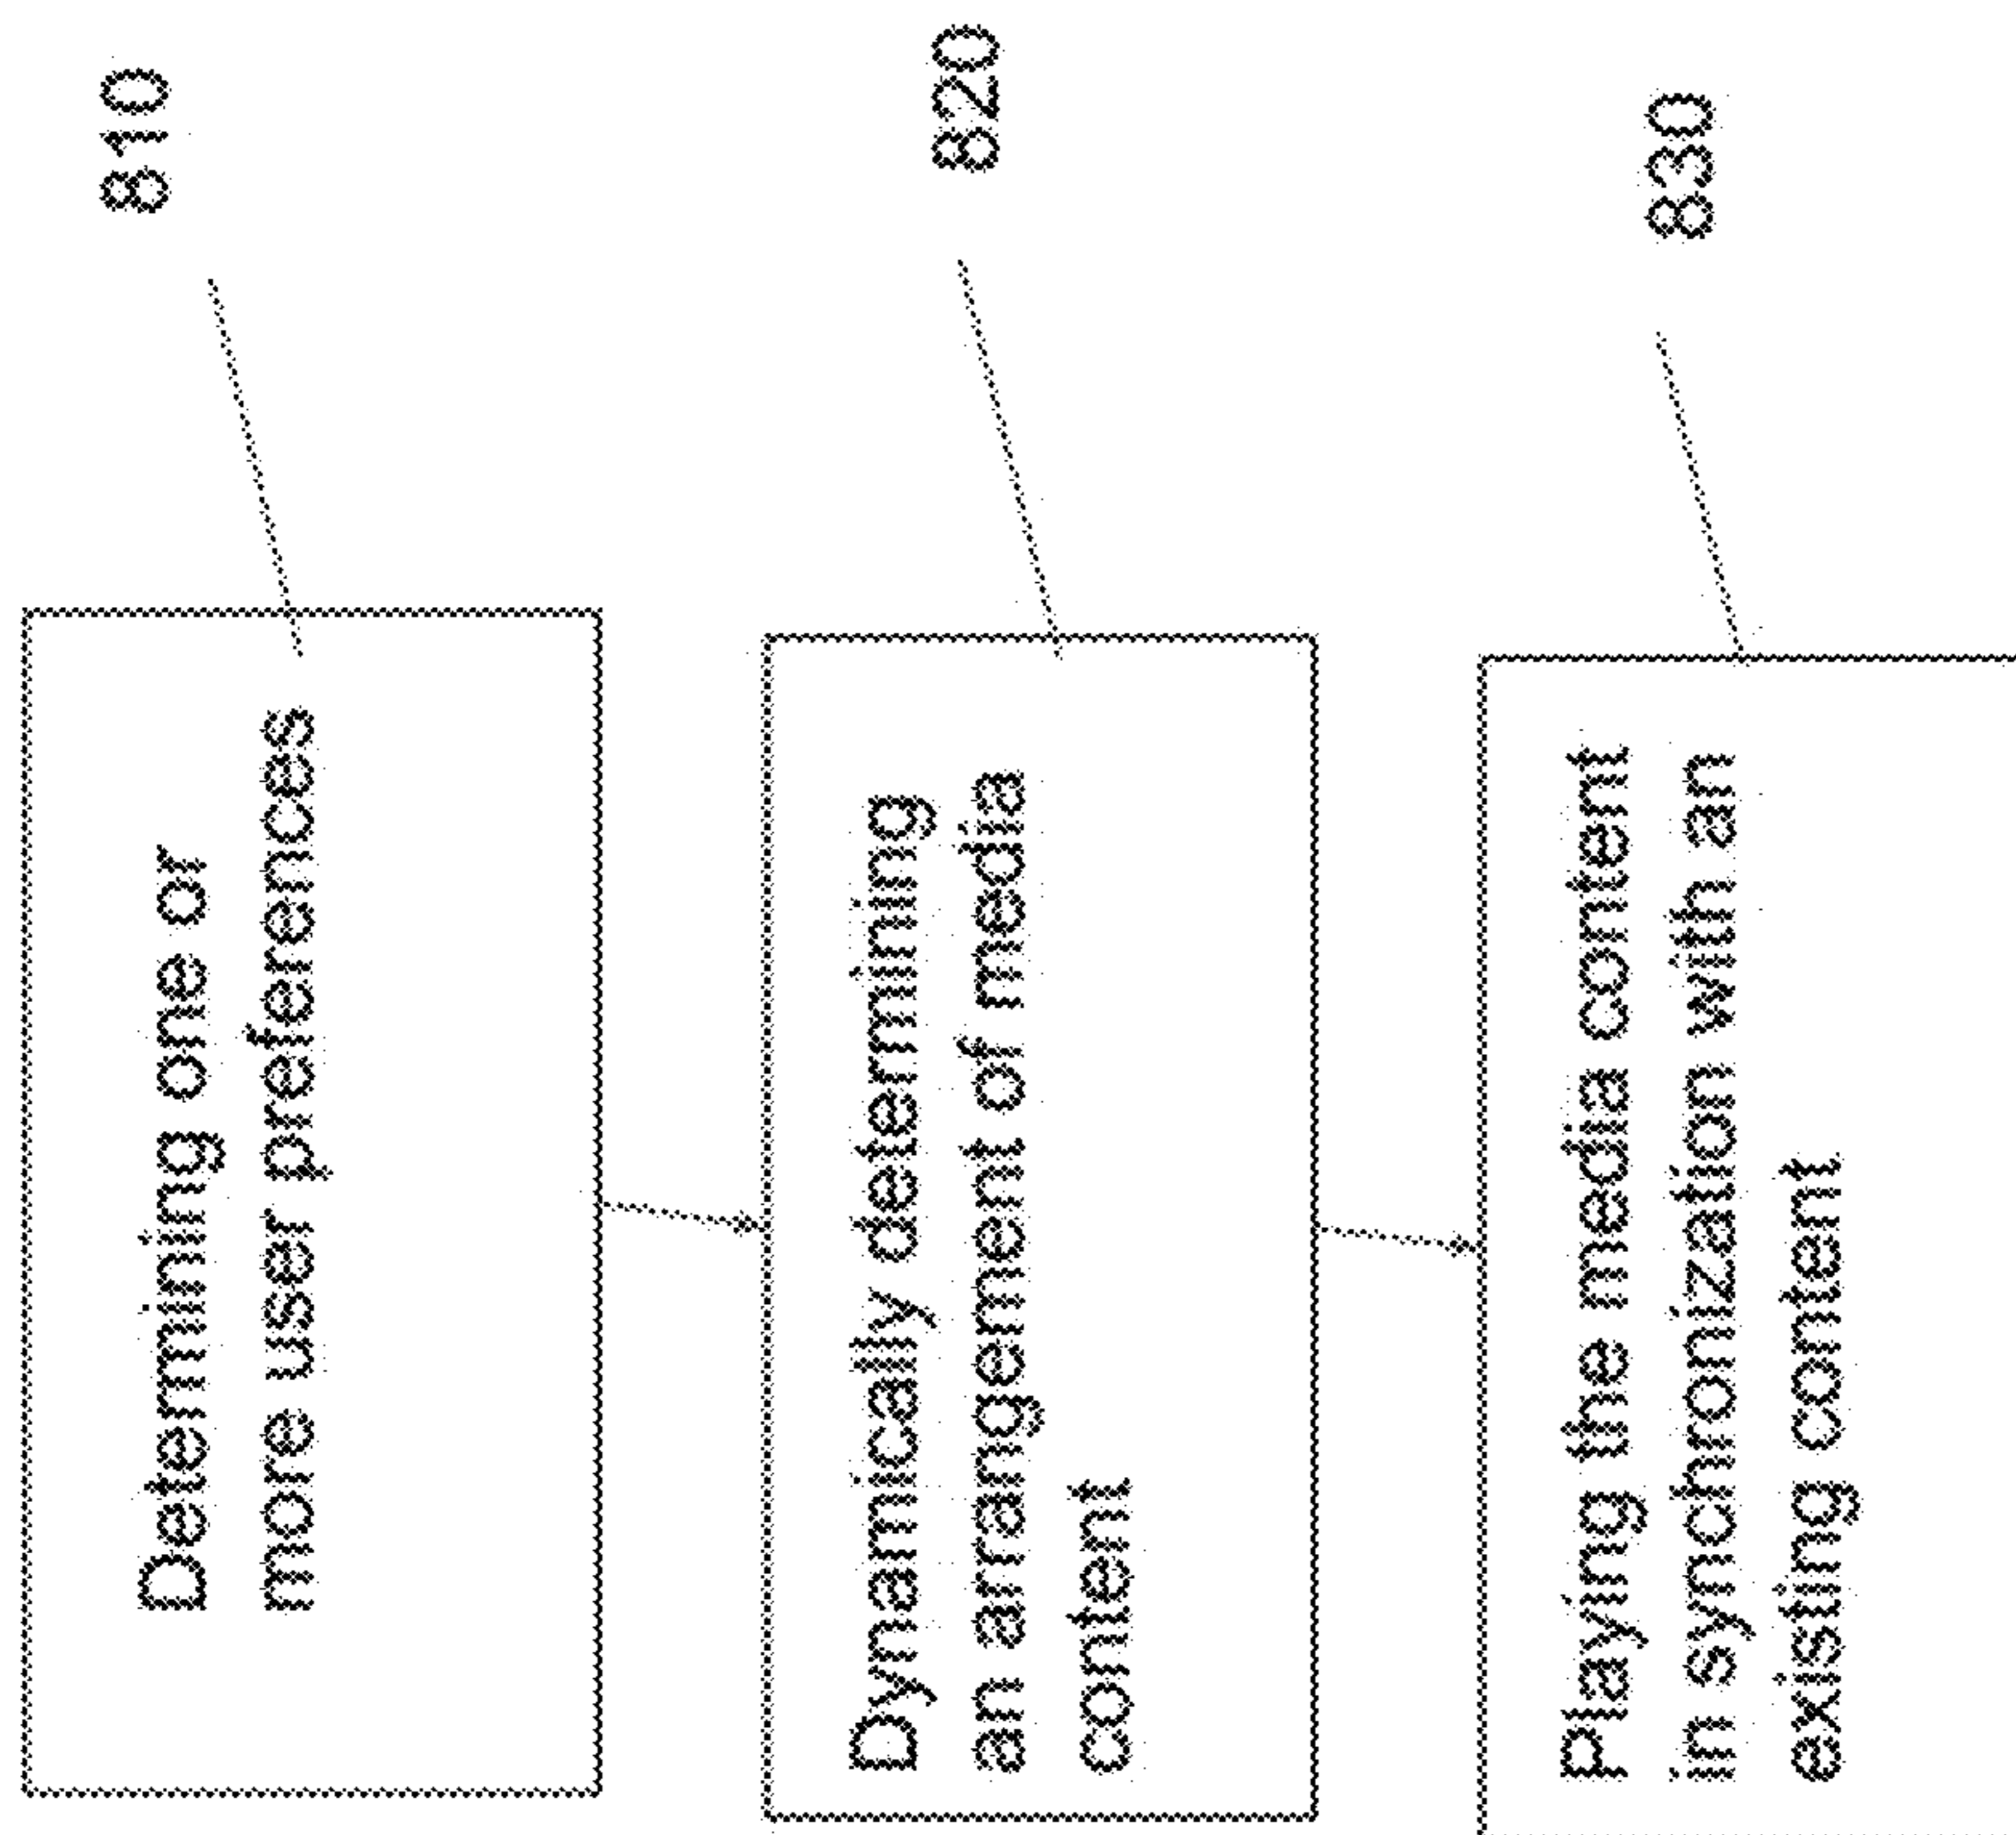 810
Determining one or
more user preferences
820
Dynamically determining
an arrangement of media
content
830
Playing the media content
in synchronization with an
existing content